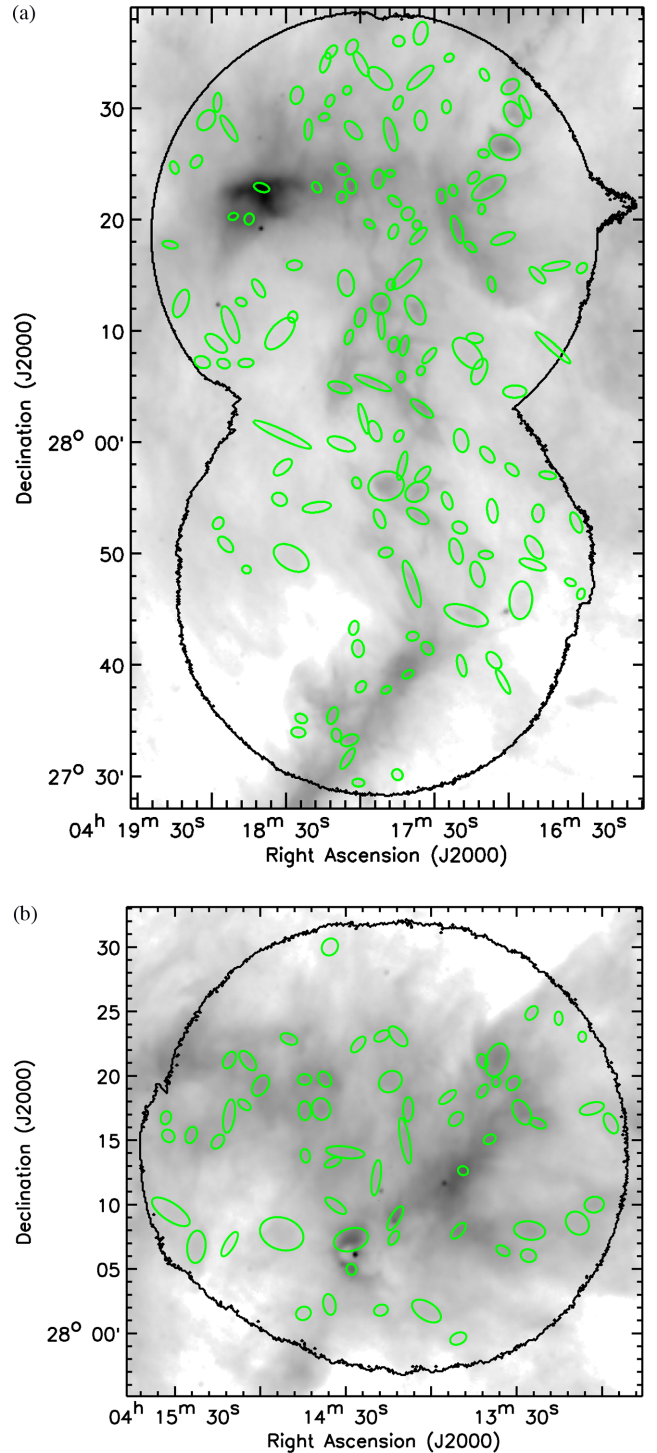 (a)
30
20
10
28° 00'
50
40
27° 30'
Declination (J2000)
04ʰ 19ᵐ 30ˢ 18ᵐ 30ˢ 17ᵐ 30ˢ 16ᵐ 30ˢ
Right Ascension (J2000)
(b)
30
25
20
15
10
05
28° 00'
Declination (J2000)
04ʰ 15ᵐ 30ˢ 14ᵐ 30ˢ 13ᵐ 30ˢ
Right Ascension (J2000)